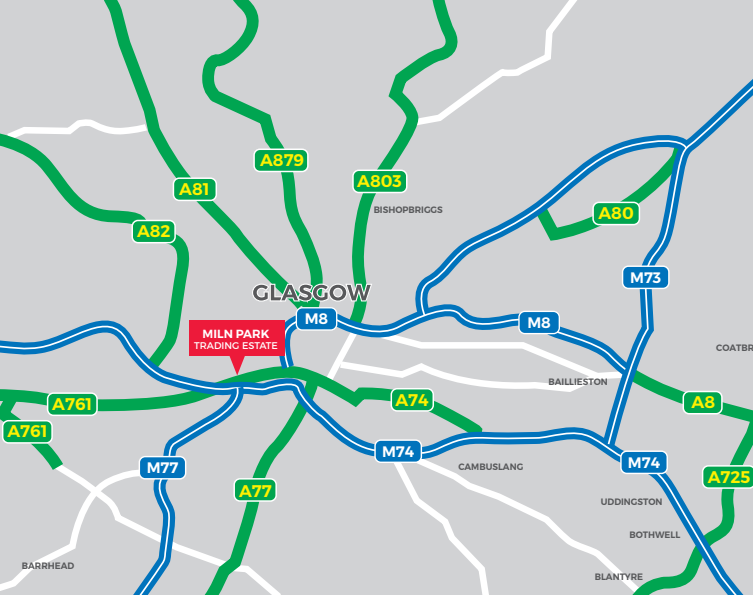 A879
A803
A81
BISHOPBRIGGS
A80
A82
M73
GLASGOW
M8
M8
MILN PARK
TRADING ESTATE
COATBR
BAILLIESTON
A761
A74
A8
A761
M74
M77
CAMBUSLANG
M74
A725
A77
UDDINGSTON
BOTHWELL
BARRHEAD
BLANTYRE